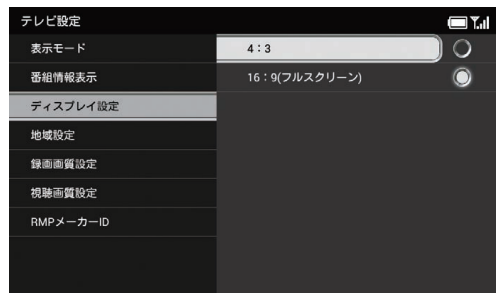 テレビ設定
表示モード
4：3
番組情報表示
16：9(フルスクリーン)
ディスプレイ設定
地域設定
録画画質設定
視聴画質設定
RMPメーカーID